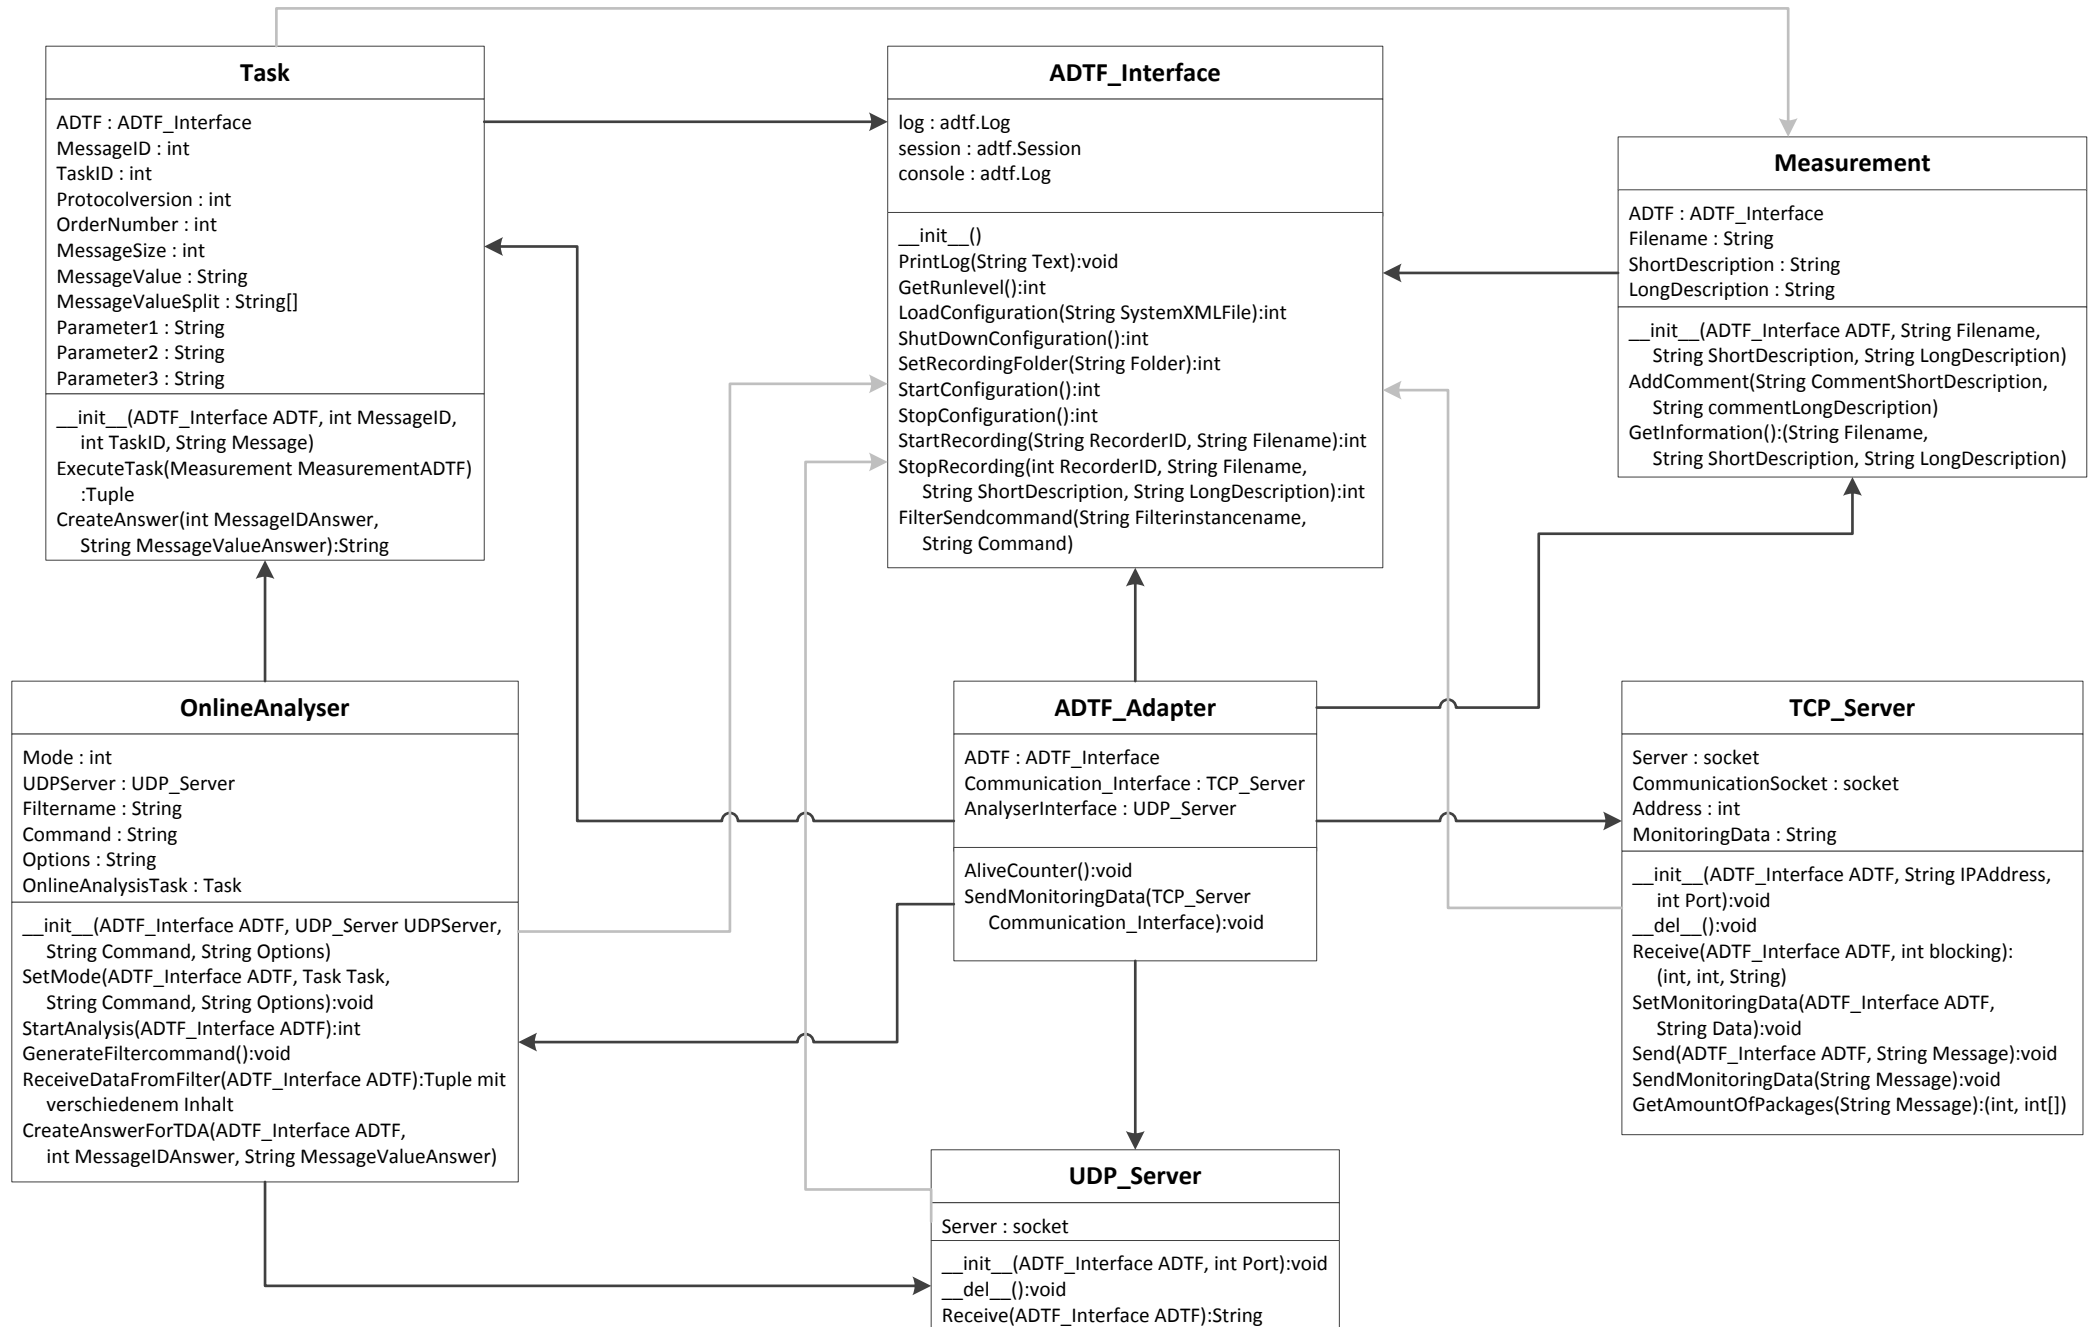 Task
ADTF : ADTF_Interface
MessageID : int
TaskID : int
Protocolversion : int
OrderNumber : int
MessageSize : int
MessageValue : String
MessageValueSplit : String[]
Parameter1 : String
Parameter2 : String
Parameter3 : String
__init__(ADTF_Interface ADTF, int MessageID,
int TaskID, String Message)
ExecuteTask(Measurement MeasurementADTF)
:Tuple
CreateAnswer(int MessageIDAnswer,
String MessageValueAnswer):String
ADTF_Interface
log : adtf.Log
session : adtf.Session
console : adtf.Log
__init__()
PrintLog(String Text):void
GetRunlevel():int
LoadConfiguration(String SystemXMLFile):int
ShutDownConfiguration():int
SetRecordingFolder(String Folder):int
StartConfiguration():int
StopConfiguration():int
StartRecording(String RecorderID, String Filename):int
StopRecording(int RecorderID, String Filename,
String ShortDescription, String LongDescription):int
FilterSendcommand(String Filterinstancename,
String Command)
Measurement
ADTF : ADTF_Interface
Filename : String
ShortDescription : String
LongDescription : String
__init__(ADTF_Interface ADTF, String Filename,
String ShortDescription, String LongDescription)
AddComment(String CommentShortDescription,
String commentLongDescription)
GetInformation():(String Filename,
String ShortDescription, String LongDescription)
OnlineAnalyser
Mode : int
UDPServer : UDP_Server
Filtername : String
Command : String
Options : String
OnlineAnalysisTask : Task
__init__(ADTF_Interface ADTF, UDP_Server UDPServer,
String Command, String Options)
SetMode(ADTF_Interface ADTF, Task Task,
String Command, String Options):void
StartAnalysis(ADTF_Interface ADTF):int
GenerateFiltercommand():void
ReceiveDataFromFilter(ADTF_Interface ADTF):Tuple mit
verschiedenem Inhalt
CreateAnswerForTDA(ADTF_Interface ADTF,
int MessageIDAnswer, String MessageValueAnswer)
ADTF_Adapter
ADTF : ADTF_Interface
Communication_Interface : TCP_Server
AnalyserInterface : UDP_Server
AliveCounter():void
SendMonitoringData(TCP_Server
Communication_Interface):void
TCP_Server
Server : socket
CommunicationSocket : socket
Address : int
MonitoringData : String
__init__(ADTF_Interface ADTF, String IPAddress,
int Port):void
__del__():void
Receive(ADTF_Interface ADTF, int blocking):
(int, int, String)
SetMonitoringData(ADTF_Interface ADTF,
String Data):void
Send(ADTF_Interface ADTF, String Message):void
SendMonitoringData(String Message):void
GetAmountOfPackages(String Message):(int, int[])
UDP_Server
Server : socket
__init__(ADTF_Interface ADTF, int Port):void
__del__():void
Receive(ADTF_Interface ADTF):String